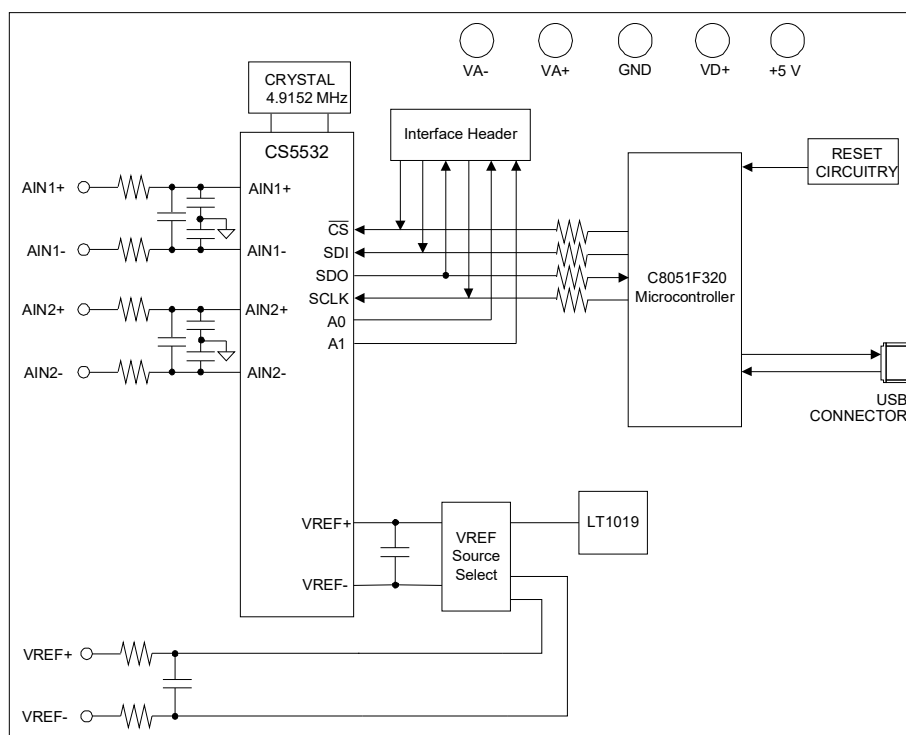 VA-
VA+
GND
VD+
+5 V
CRYSTAL
4.9152 MHz
Interface Header
CS5532
RESET
CIRCUITRY
AIN1+
AIN1+
CS
AIN1-
AIN1-
SDI
SDO
C8051F320
Microcontroller
SCLK
AIN2+
AIN2+
A0
A1
AIN2-
AIN2-
USB
CONNECTOR
VREF+
VREF
Source
Select
LT1019
VREF-
VREF+
VREF-